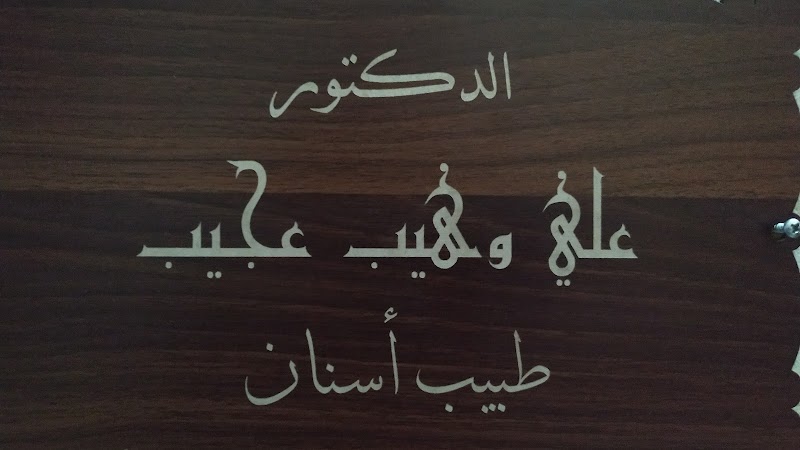 الدكتور
علي وهيب عجيب
طبيب أسنان